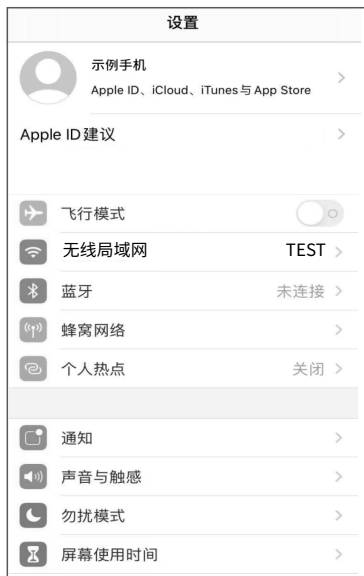 设置
示例手机
Apple ID、iCloud、iTunes与App Store
Apple ID建议
飞行模式
无线局域网 TEST
蓝牙 未连接
蜂窝网络
个人热点 关闭
通知
声音与触感
勿扰模式
屏幕使用时间